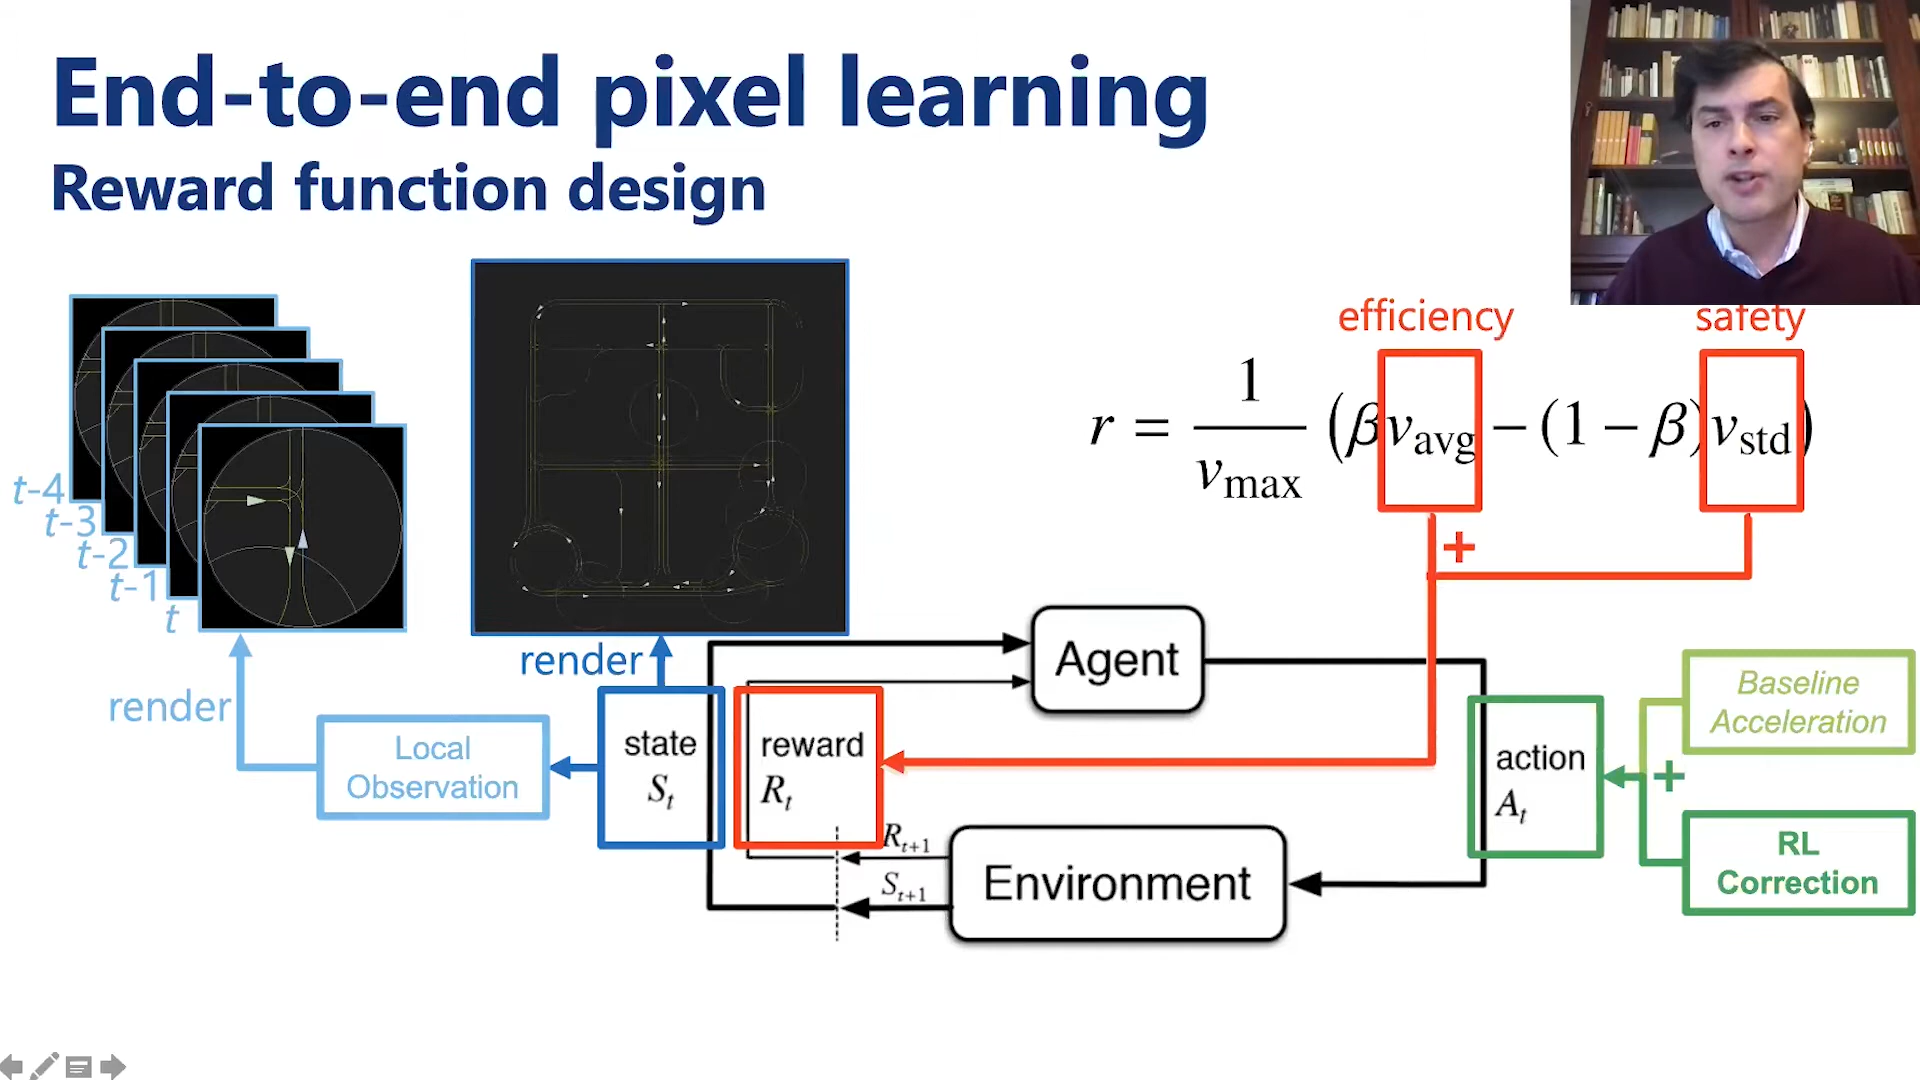 End-to-end pixel learning
Reward function design
efficiency
safety
r = 1/v_max (βv_avg − (1 − β)v_std)
+
t-4
t-3
t-2
t-1
t
render
render
Local
Observation
state
S_t
reward
R_t
Agent
action
A_t
Baseline
Acceleration
+
RL
Correction
R_t+1
S_t+1
Environment